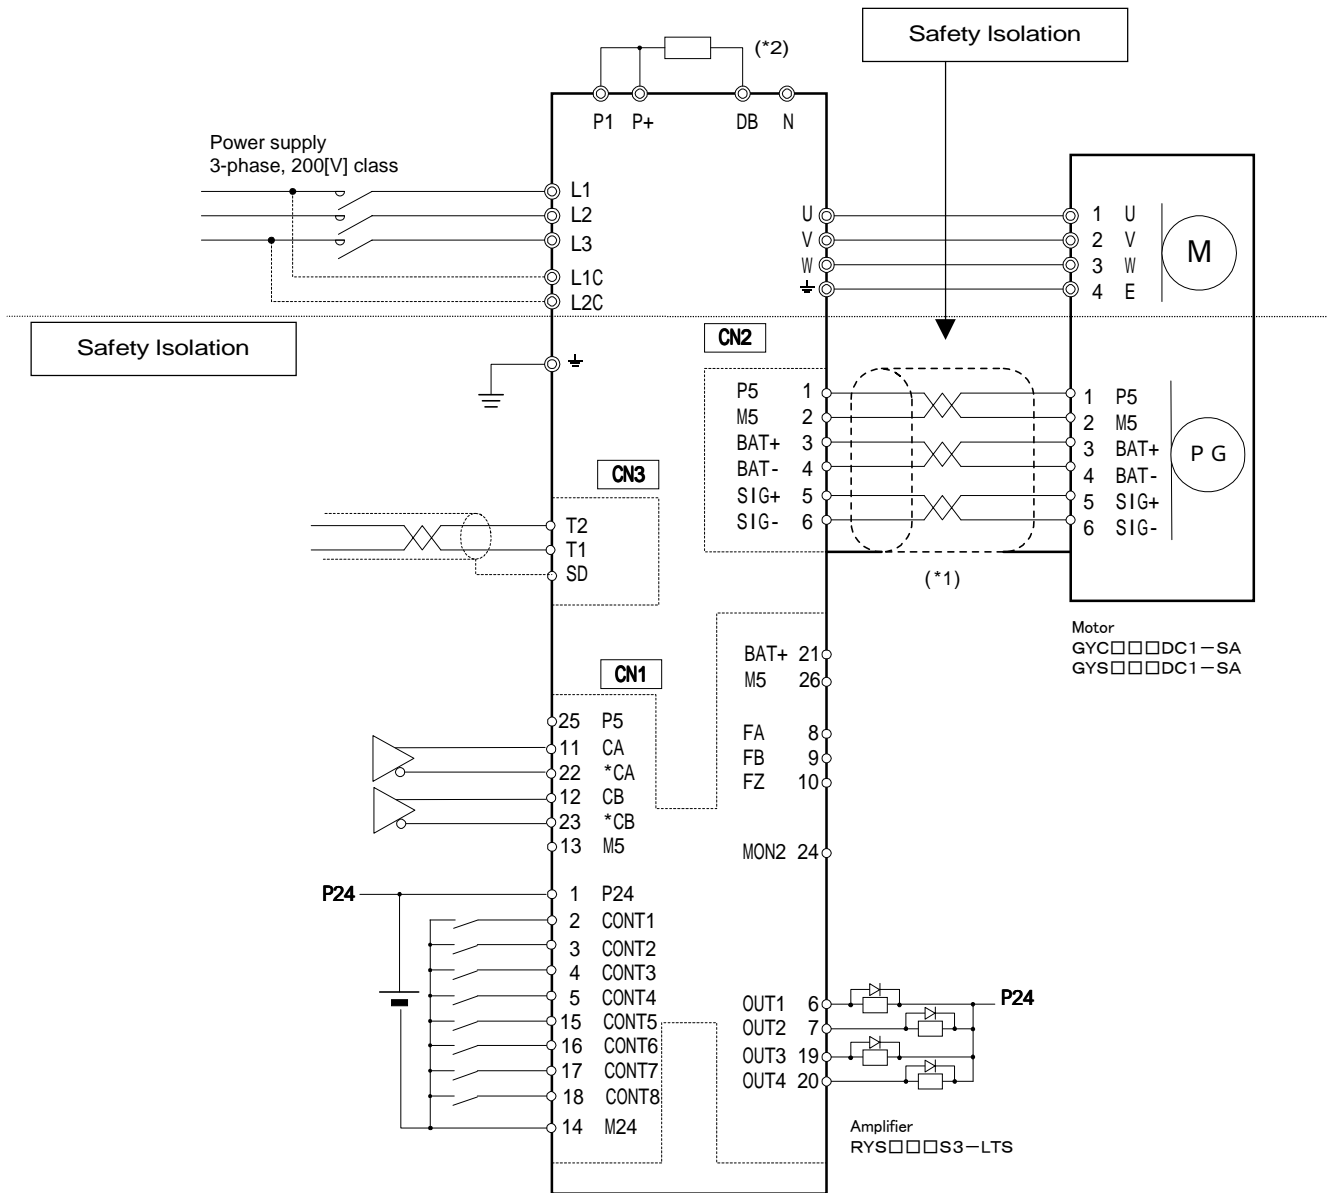 Safety Isolation
(*2)
P1 P+ DB N
Power supply
3-phase, 200[V] class
L1
L2
L3
L1C
L2C
U
V
W
1 U
2 V
3 W
4 E
M
Safety Isolation
CN2
P5 1
M5 2
BAT+ 3
BAT- 4
SIG+ 5
SIG- 6
1 P5
2 M5
3 BAT+
4 BAT-
5 SIG+
6 SIG-
PG
(*1)
CN3
T2
T1
SD
Motor
GYC□□□DC1-SA
GYS□□□DC1-SA
CN1
BAT+ 21
M5 26
FA 8
FB 9
FZ 10
MON2 24
25 P5
11 CA
22 *CA
12 CB
23 *CB
13 M5
P24
1 P24
2 CONT1
3 CONT2
4 CONT3
5 CONT4
15 CONT5
16 CONT6
17 CONT7
18 CONT8
14 M24
OUT1 6
OUT2 7
OUT3 19
OUT4 20
P24
Amplifier
RYS□□□S3-LTS